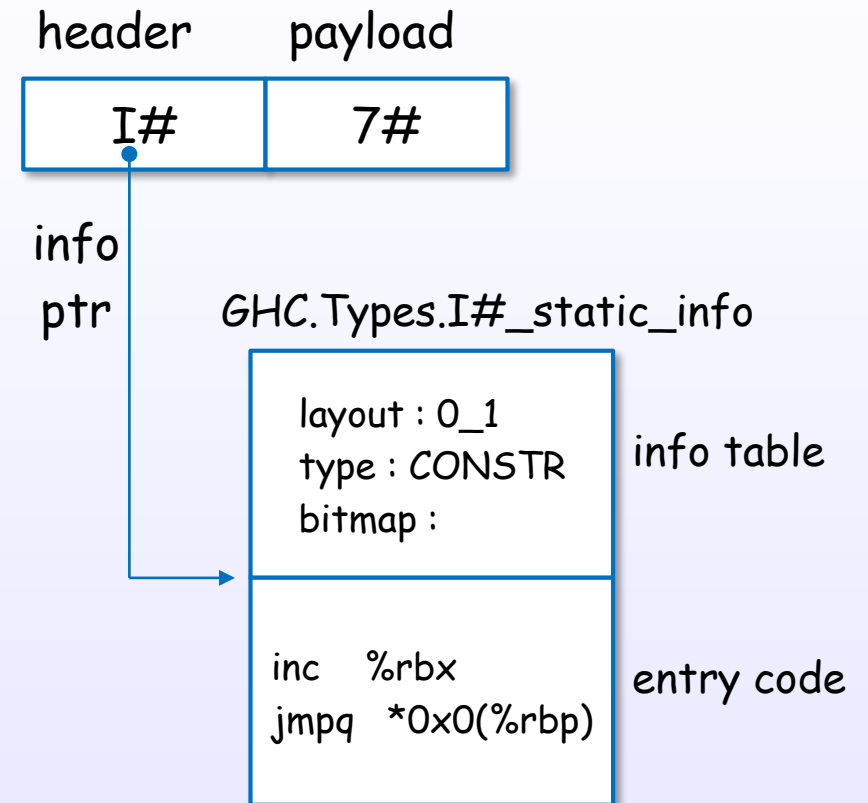 header payload
I# 7#
info
ptr
GHC.Types.I#_static_info
layout : 0_1
type : CONSTR
bitmap :
info table
inc %rbx
jmpq *0x0(%rbp)
entry code